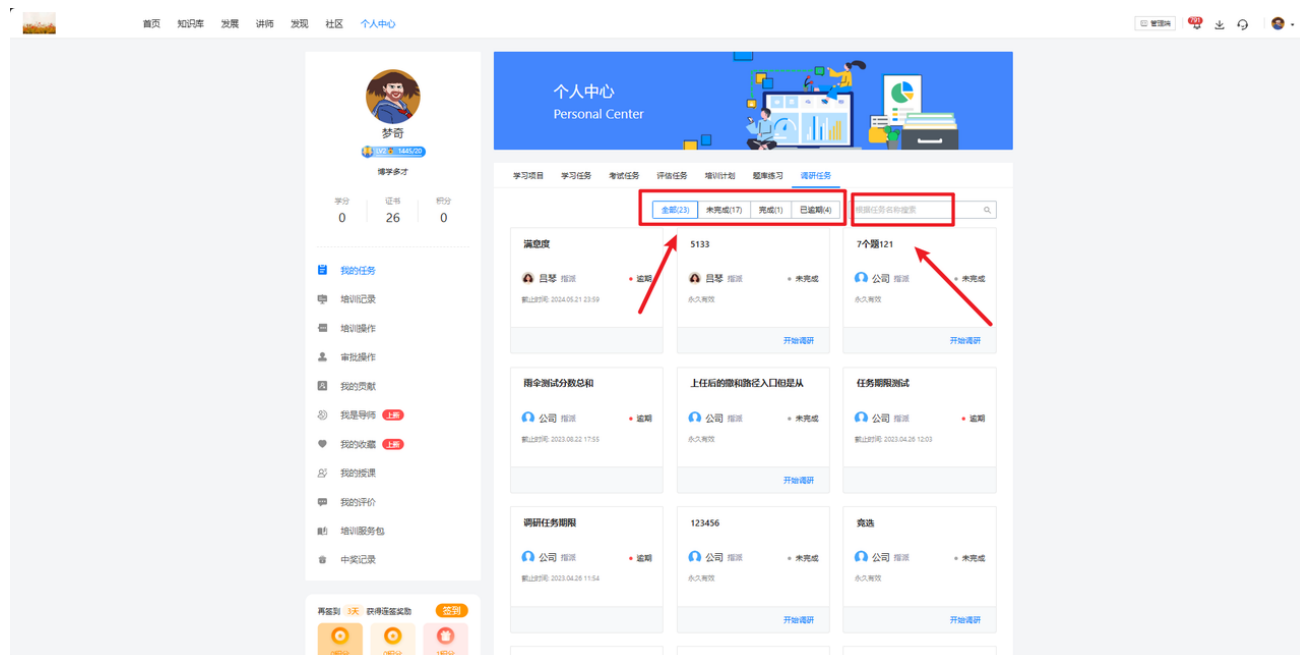 首页 知识库 发展 讲师 发现 社区 个人中心
管理端
791
个人中心
Personal Center
梦奇
LV2 1445/20
博学多才
学分 证书 积分
0 26 0
我的任务
培训记录
培训操作
审批操作
我的贡献
我是导师 上新
我的收藏 上新
我的授课
我的评价
培训服务包
中奖记录
再签到 3天 获得连签奖励 签到
学习项目 学习任务 考试任务 评估任务 培训计划 题库练习 调研任务
全部(23) 未完成(17) 完成(1) 已逾期(4) 根据任务名称搜索
满意度 5133 7个题121
吕琴 指派 逾期 吕琴 指派 未完成 公司 指派 未完成
截止时间: 2024.05.21 23:59 永久有效 永久有效
开始调研 开始调研
雨伞测试分数总和 上任后的缴和路径入口但是从 任务期限测试
公司 指派 逾期 公司 指派 未完成 公司 指派 逾期
截止时间: 2023.08.22 17:55 永久有效 截止时间: 2023.04.28 12:03
开始调研
调研任务期限 123456 竞选
公司 指派 逾期 公司 指派 未完成 公司 指派 未完成
截止时间: 2023.04.28 11:54 永久有效 永久有效
开始调研 开始调研